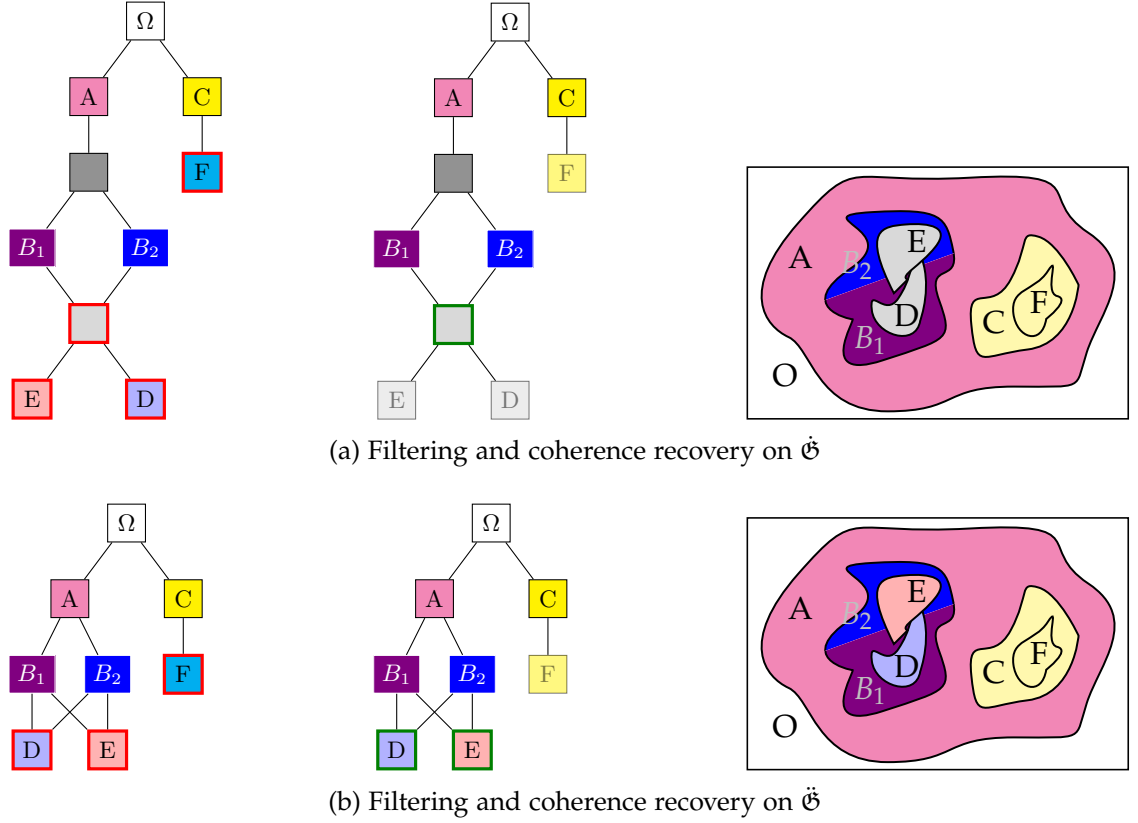 Ω Ω
A C A C
F F
B₁ B₂ B₁ B₂
E D E D
A B₂ E
B₁ D C F
O
(a) Filtering and coherence recovery on 𝔊̇
Ω Ω
A C A C
B₁ B₂ F B₁ B₂ F
D E D E
A B₂ E
B₁ D C F
O
(b) Filtering and coherence recovery on 𝔊̈